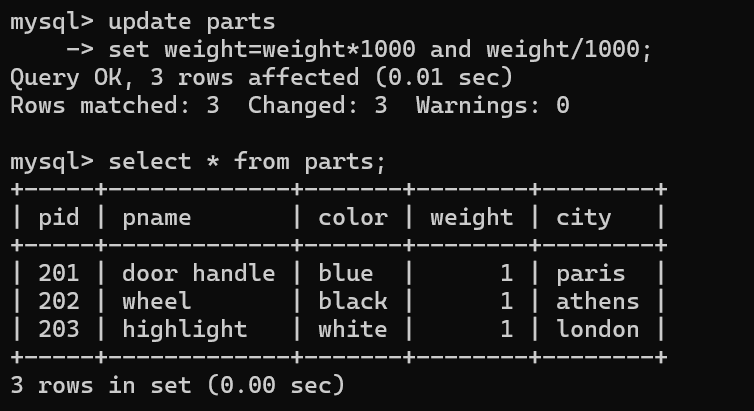 mysql> update parts
    -> set weight=weight*1000 and weight/1000;
Query OK, 3 rows affected (0.01 sec)
Rows matched: 3  Changed: 3  Warnings: 0

mysql> select * from parts;
+-----+-------------+-------+--------+--------+
| pid | pname       | color | weight | city   |
+-----+-------------+-------+--------+--------+
| 201 | door handle | blue  |      1 | paris  |
| 202 | wheel       | black |      1 | athens |
| 203 | highlight   | white |      1 | london |
+-----+-------------+-------+--------+--------+
3 rows in set (0.00 sec)